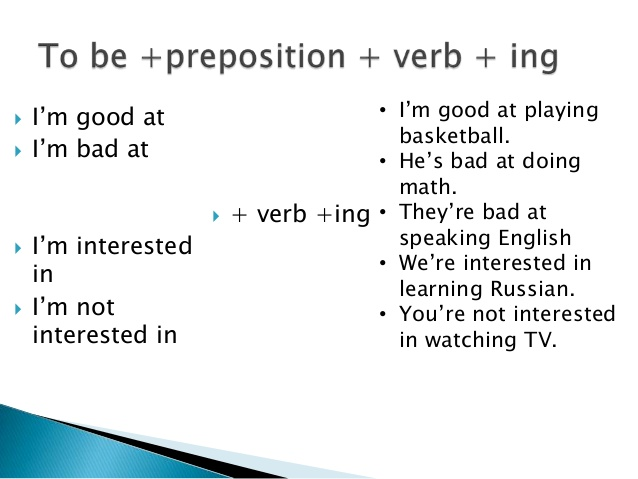 To be +preposition + verb + ing
I’m good at
I’m bad at
I’m interested
in
I’m not
interested in
+ verb +ing
• I’m good at playing
basketball.
• He’s bad at doing
math.
• They’re bad at
speaking English
• We’re interested in
learning Russian.
• You’re not interested
in watching TV.